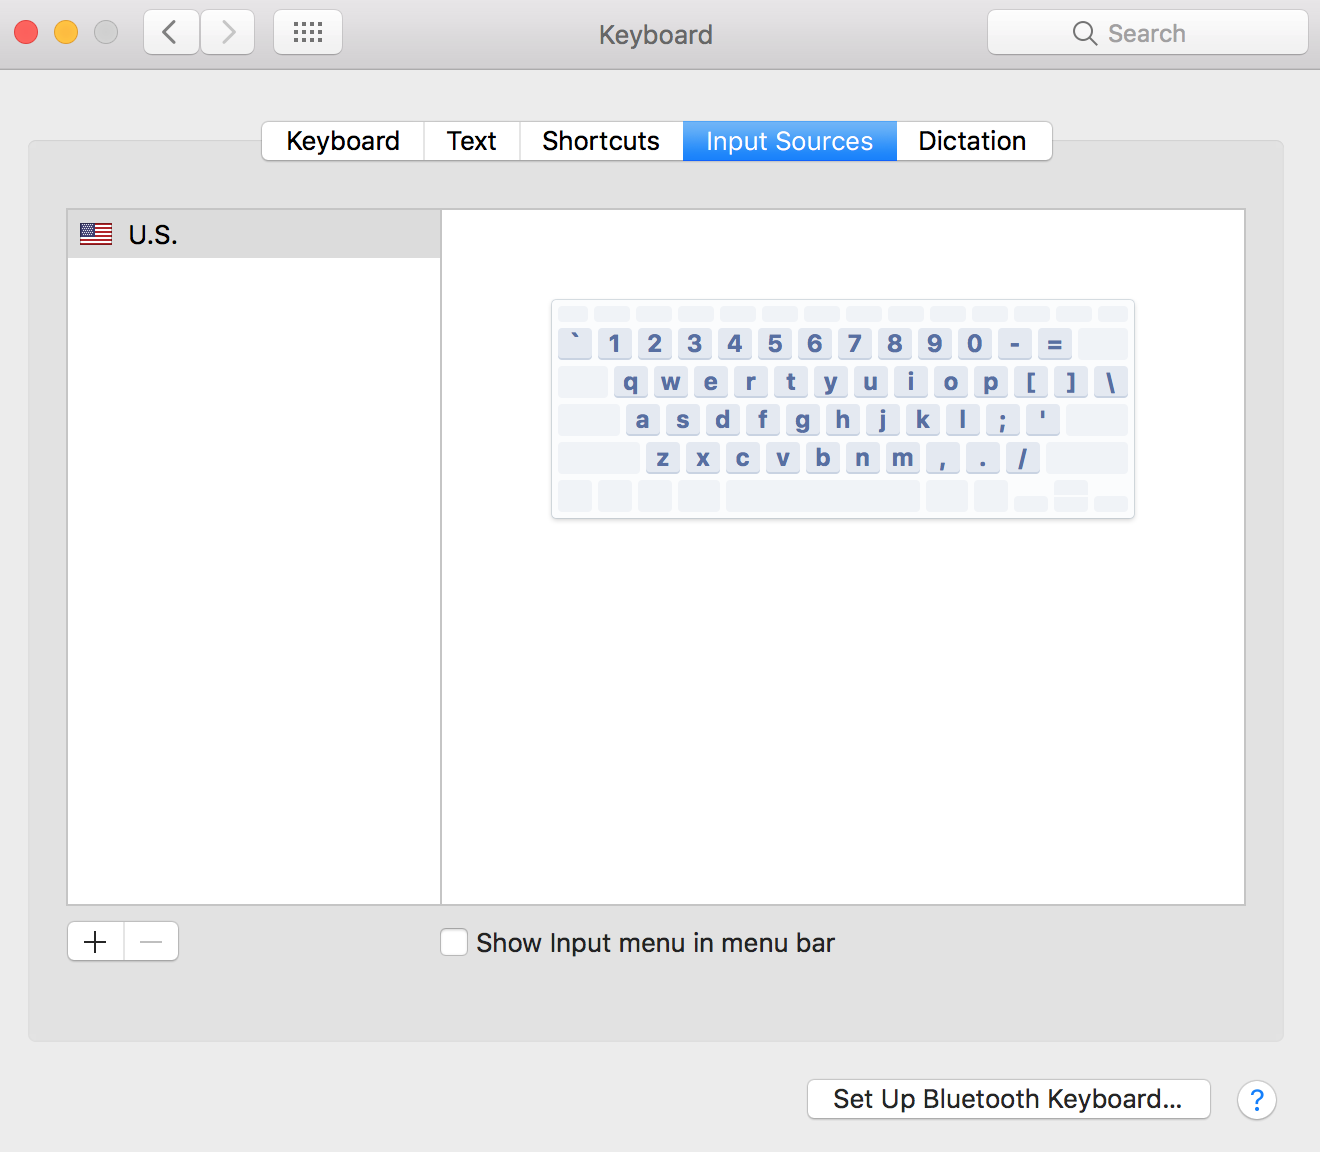 Keyboard
Search
Keyboard Text Shortcuts Input Sources Dictation
U.S.
` 1 2 3 4 5 6 7 8 9 0 - =
q w e r t y u i o p [ ] \
a s d f g h j k l ; '
z x c v b n m , . /
+ −
Show Input menu in menu bar
Set Up Bluetooth Keyboard... ?